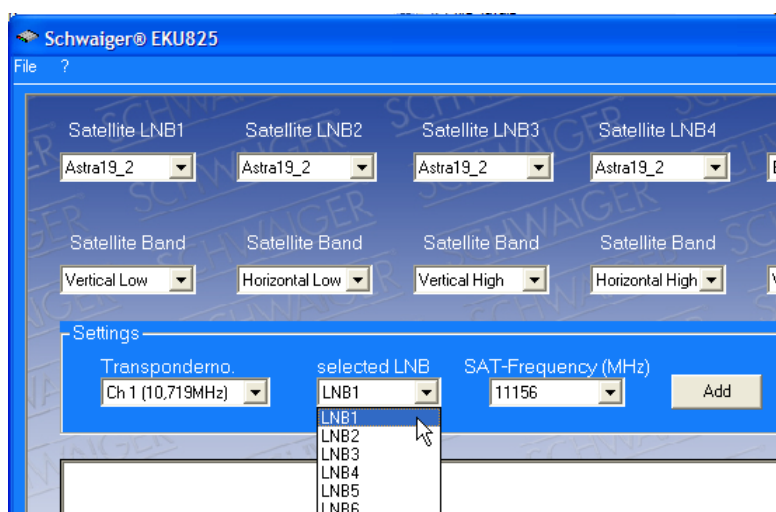 Schwaiger® EKU825
File ?
Satellite LNB1 Satellite LNB2 Satellite LNB3 Satellite LNB4
Astra19_2 Astra19_2 Astra19_2 Astra19_2
Satellite Band Satellite Band Satellite Band Satellite Band
Vertical Low Horizontal Low Vertical High Horizontal High
Settings
Transponderno. selected LNB SAT-Frequency (MHz)
Ch 1 (10,719MHz) LNB1 11156 Add
LNB1
LNB2
LNB3
LNB4
LNB5
LNB6